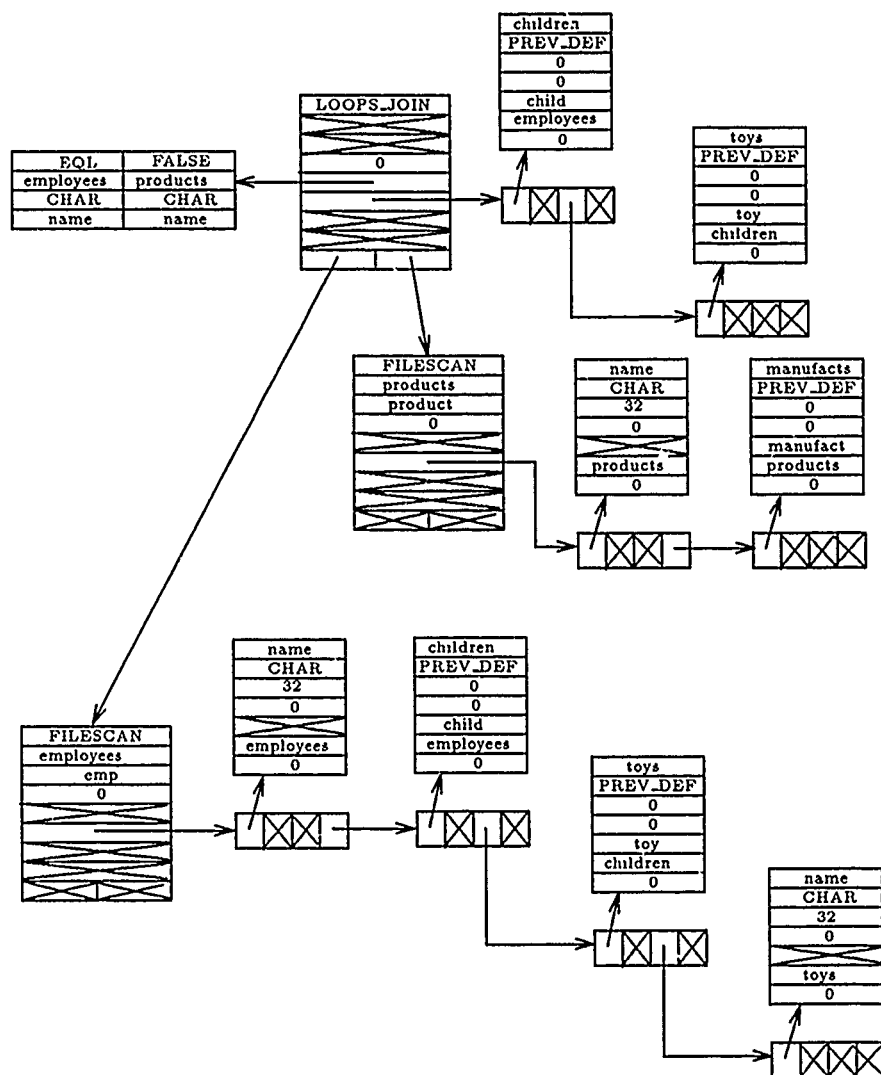 children
PREV_DEF
0
0
child
employees
0
LOOPS_JOIN
0
EQL FALSE
employees products
CHAR CHAR
name name
toys
PREV_DEF
0
0
toy
children
0
FILESCAN
products
product
0
name
CHAR
32
0
products
0
manufacts
PREV_DEF
0
0
manufact
products
0
name
CHAR
32
0
employees
0
children
PREV_DEF
0
0
child
employees
0
FILESCAN
employees
emp
0
toys
PREV_DEF
0
0
toy
children
0
name
CHAR
32
0
toys
0